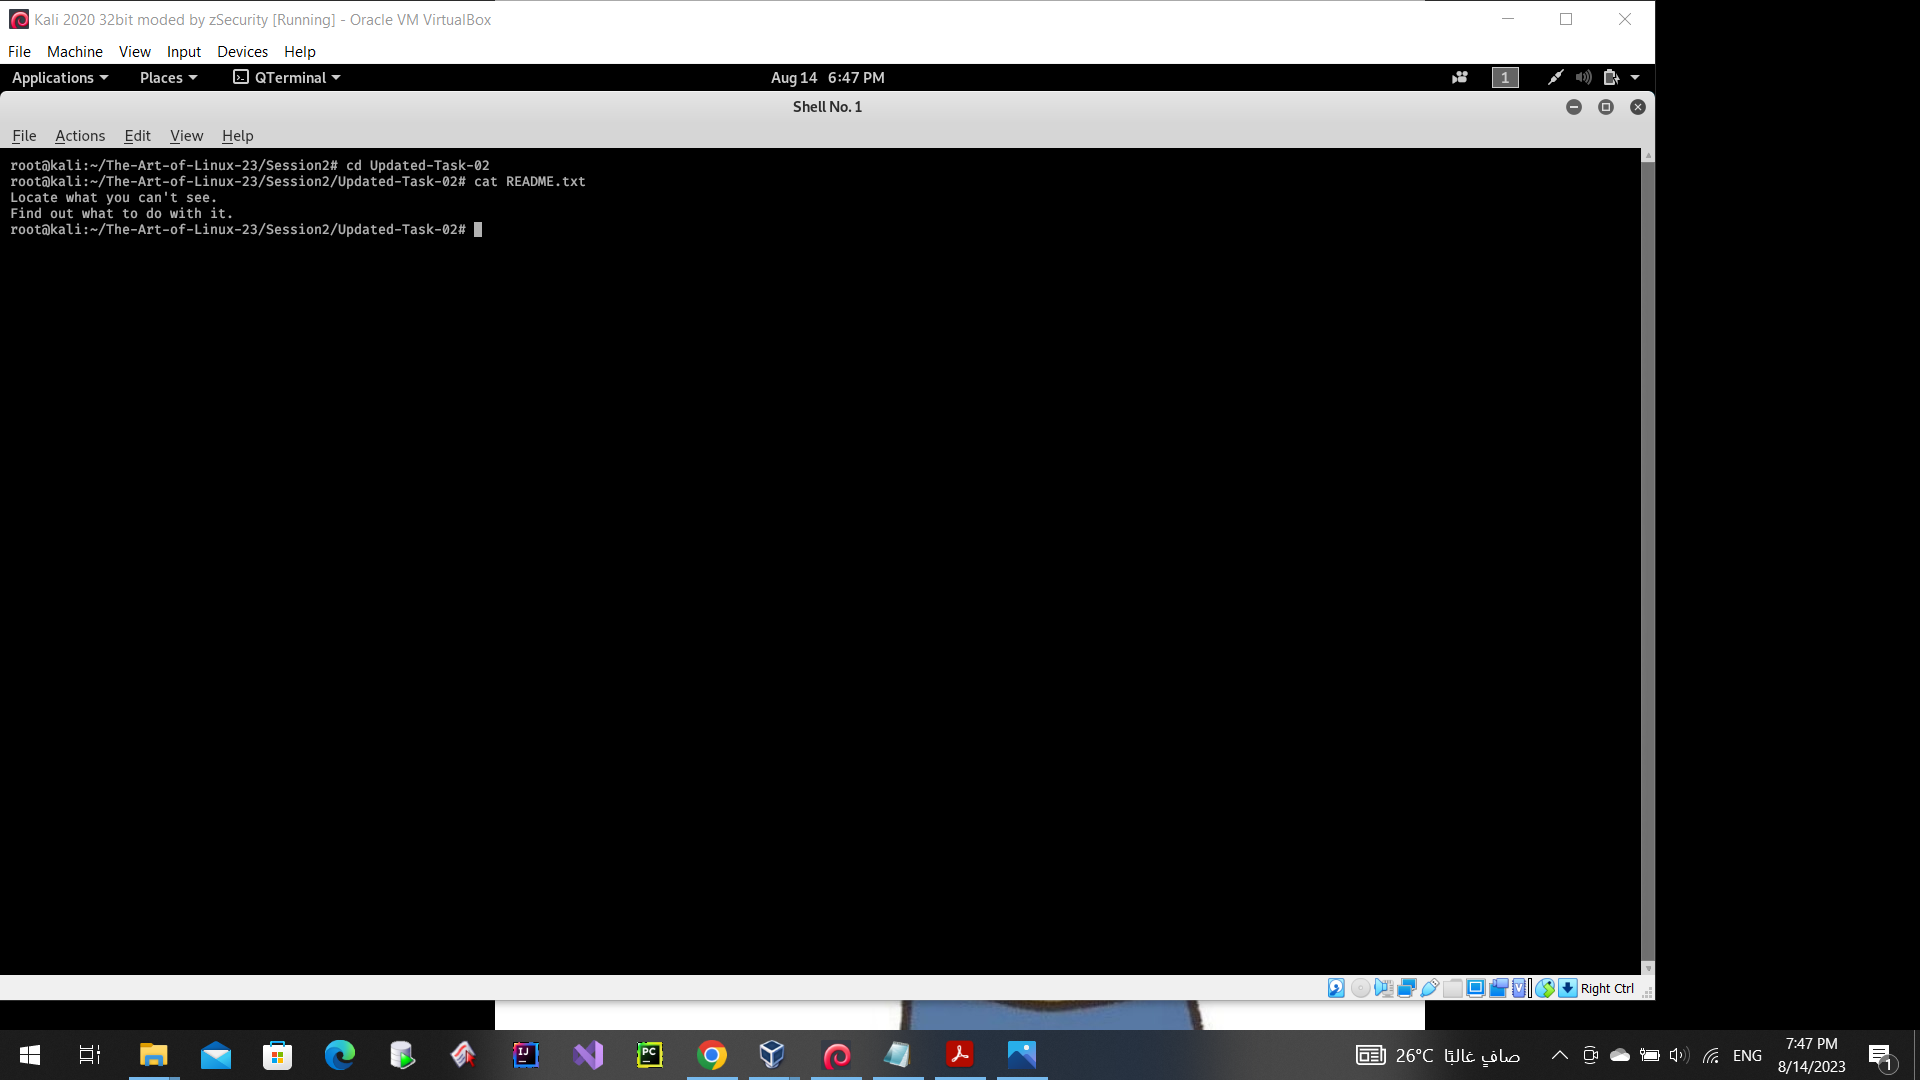 Kali 2020 32bit moded by zSecurity [Running] - Oracle VM VirtualBox
File Machine View Input Devices Help
Applications Places QTerminal Aug 14 6:47 PM 1
Shell No. 1
File Actions Edit View Help
root@kali:~/The-Art-of-Linux-23/Session2# cd Updated-Task-02
root@kali:~/The-Art-of-Linux-23/Session2/Updated-Task-02# cat README.txt
Locate what you can't see.
Find out what to do with it.
root@kali:~/The-Art-of-Linux-23/Session2/Updated-Task-02#
Right Ctrl
IJ PC 26°C صافٍ غالبًا ENG 7:47 PM
8/14/2023 1